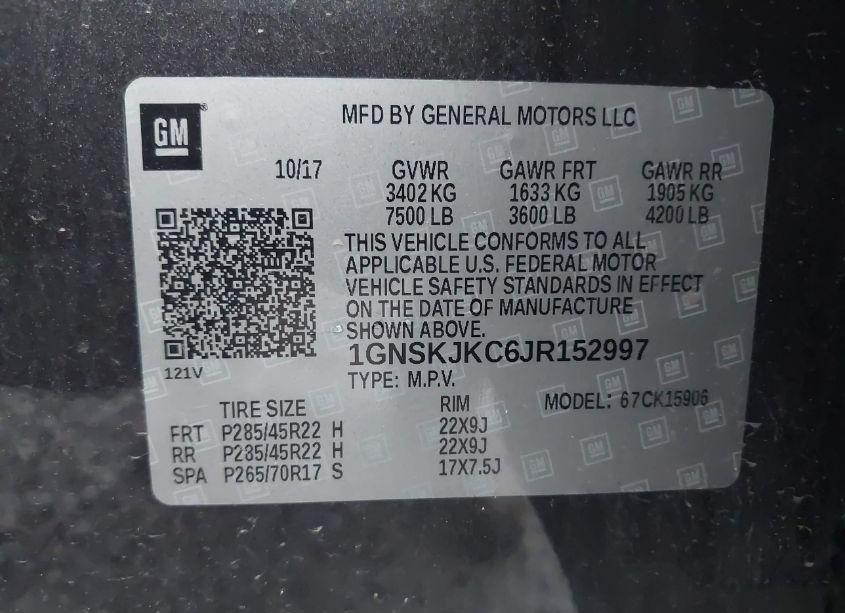 GM
MFD BY GENERAL MOTORS LLC
10/17 GVWR GAWR FRT GAWR RR
3402 KG 1633 KG 1905 KG
7500 LB 3600 LB 4200 LB
THIS VEHICLE CONFORMS TO ALL
APPLICABLE U.S. FEDERAL MOTOR
VEHICLE SAFETY STANDARDS IN EFFECT
ON THE DATE OF MANUFACTURE
SHOWN ABOVE.
1GNSKJKC6JR152997
121V
TYPE: M.P.V.
TIRE SIZE RIM MODEL: 67CK15906
FRT P285/45R22 H 22X9J
RR P285/45R22 H 22X9J
SPA P265/70R17 S 17X7.5J